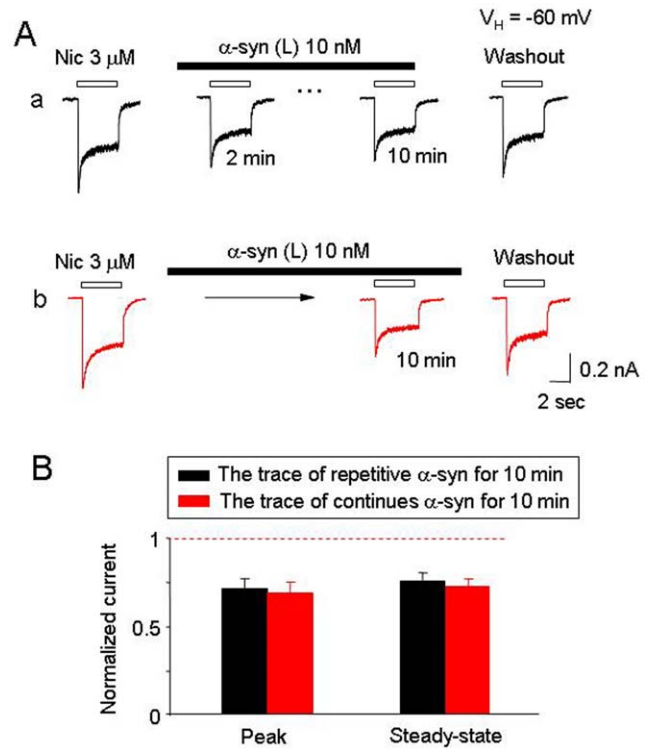 A
V_H = -60 mV
Nic 3 μM
α-syn (L) 10 nM
Washout
a
...
2 min
10 min
Nic 3 μM
α-syn (L) 10 nM
Washout
b
10 min
0.2 nA
2 sec
B
The trace of repetitive α-syn for 10 min
The trace of continues α-syn for 10 min
Normalized current
1
0.5
0
Peak
Steady-state